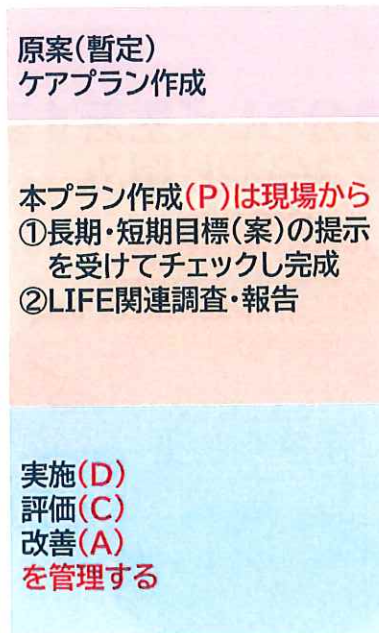 原案(暫定)
ケアプラン作成
本プラン作成(P)は現場から
①長期・短期目標(案)の提示
を受けてチェックし完成
②LIFE関連調査・報告
実施(D)
評価(C)
改善(A)
を管理する